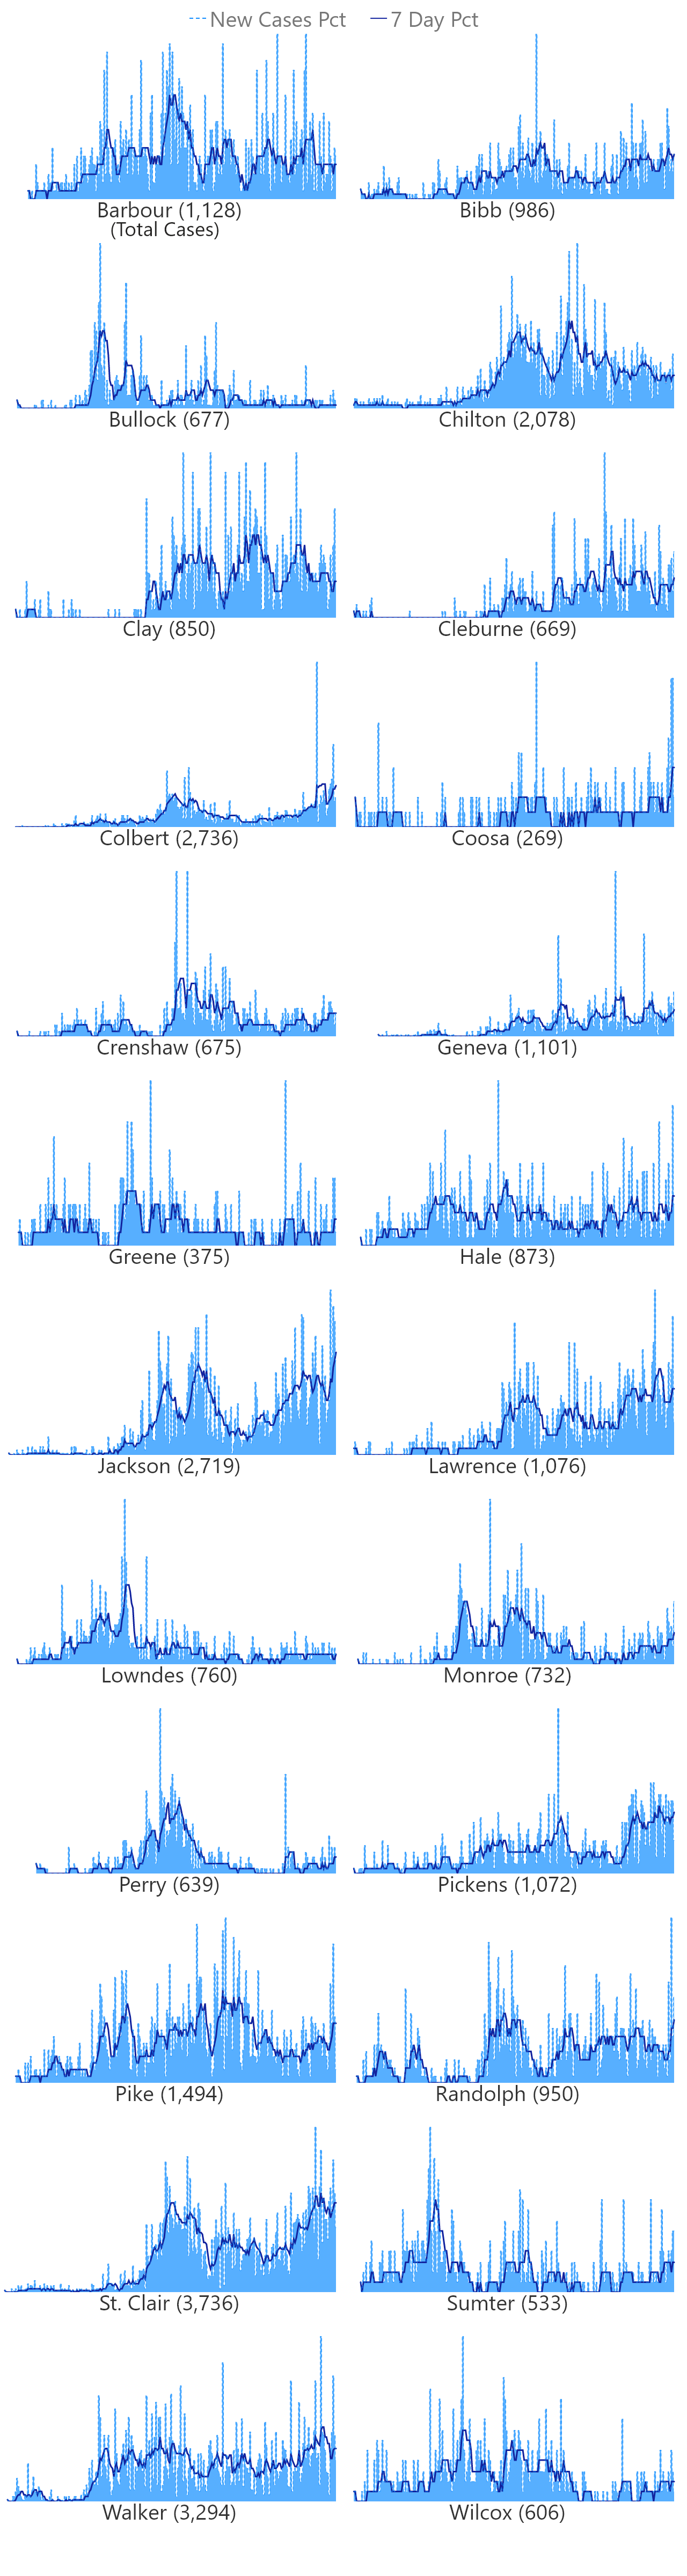 New Cases Pct 7 Day Pct
Barbour (1,128) Bibb (986)
(Total Cases)
Bullock (677) Chilton (2,078)
Clay (850) Cleburne (669)
Colbert (2,736) Coosa (269)
Crenshaw (675) Geneva (1,101)
Greene (375) Hale (873)
Jackson (2,719) Lawrence (1,076)
Lowndes (760) Monroe (732)
Perry (639) Pickens (1,072)
Pike (1,494) Randolph (950)
St. Clair (3,736) Sumter (533)
Walker (3,294) Wilcox (606)